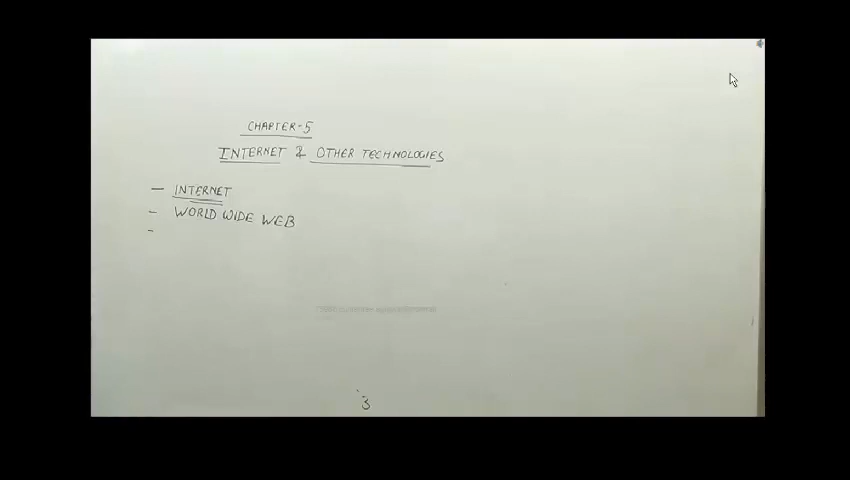 CHAPTER-5
INTERNET & OTHER TECHNOLOGIES
— INTERNET
- WORLD WIDE WEB
-
3